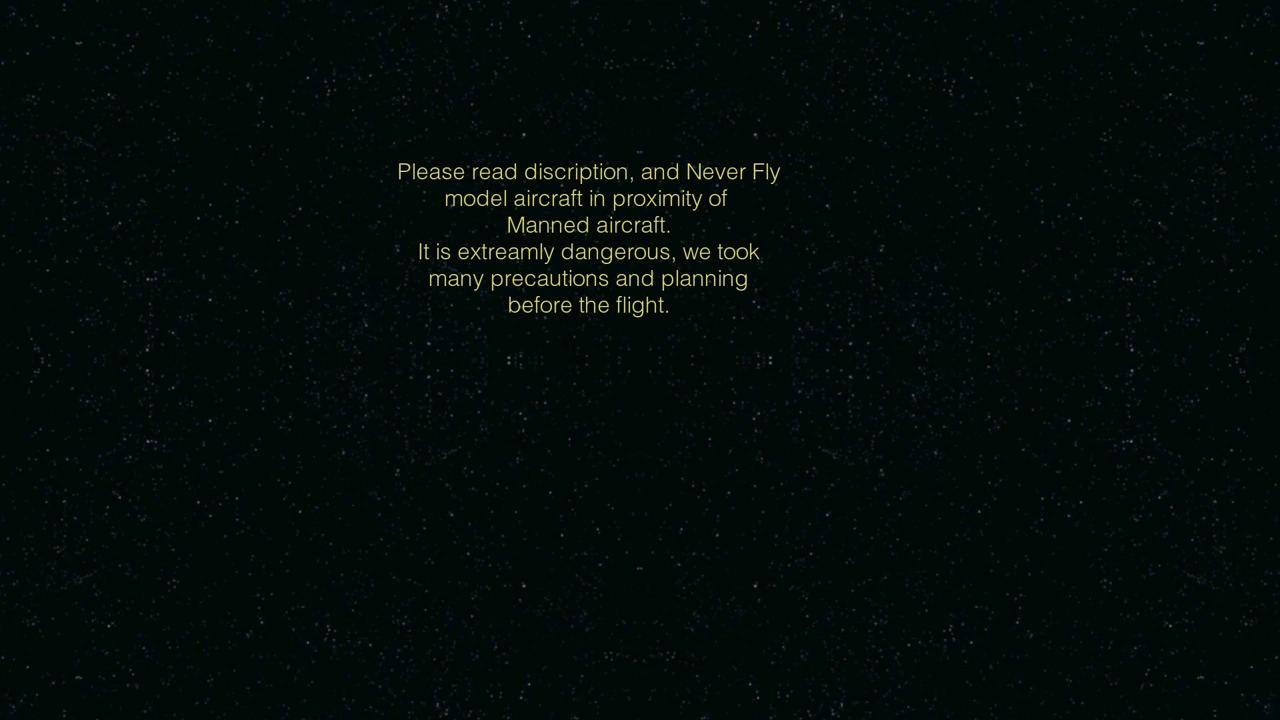 Please read discription, and Never Fly
model aircraft in proximity of
Manned aircraft.
It is extreamly dangerous, we took
many precautions and planning
before the flight.